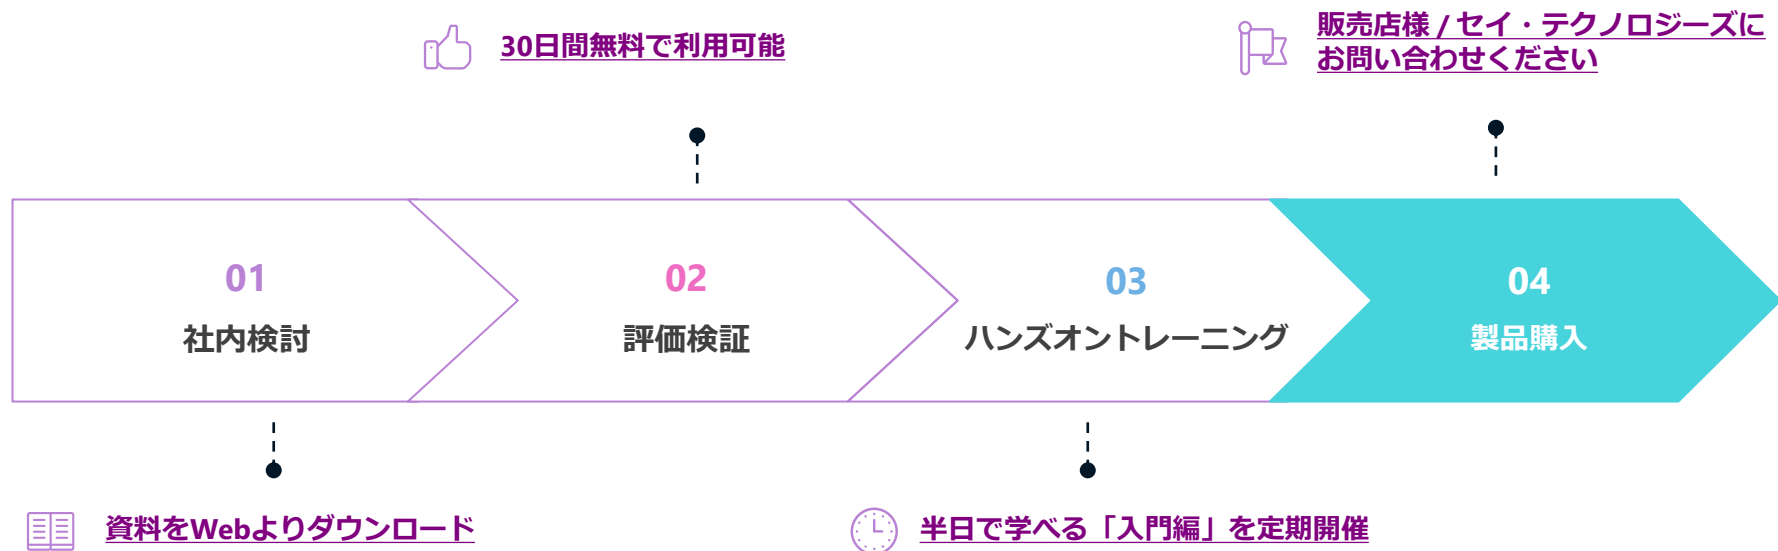 30日間無料で利用可能
販売店様 / セイ・テクノロジーズに
お問い合わせください
01
社内検討
02
評価検証
03
ハンズオントレーニング
04
製品購入
資料をWebよりダウンロード
半日で学べる「入門編」を定期開催